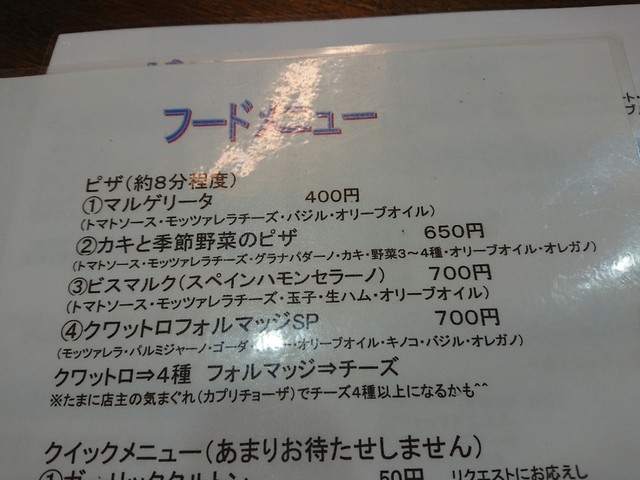 フードメニュー
ピザ(約8分程度)
①マルゲリータ 400円
(トマトソース・モッツァレラチーズ・バジル・オリーブオイル)
②カキと季節野菜のピザ 650円
(トマトソース・モッツァレラチーズ・グラナパダーノ・カキ・野菜3～4種・オリーブオイル・オレガノ)
③ビスマルク(スペインハモンセラーノ) 700円
(トマトソース・モッツァレラチーズ・玉子・生ハム・オリーブオイル)
④クワットロフォルマッジSP 700円
(モッツァレラ・パルミジャーノ・ゴーダ・オリーブオイル・キノコ・バジル・オレガノ)
クワットロ⇒4種 フォルマッジ⇒チーズ
※たまに店主の気まぐれ(カプリチョーザ)でチーズ4種以上になるかも^^
クイックメニュー(あまりお待たせしません)
①ガーリッククルトン 50円 リクエストにお応えし